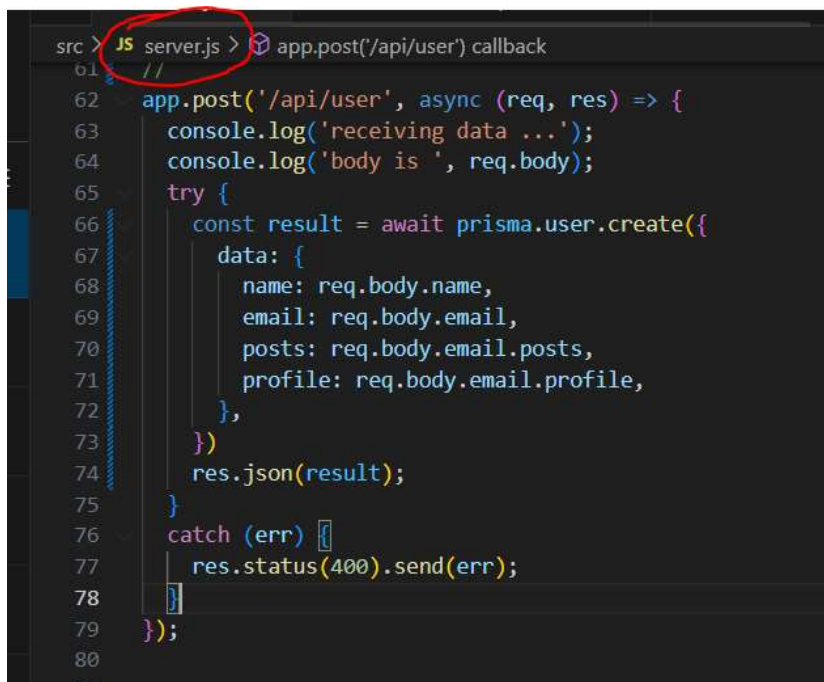 src > JS server.js > app.post('/api/user') callback
61 //
62 app.post('/api/user', async (req, res) => {
63 console.log('receiving data ...');
64 console.log('body is ', req.body);
65 try {
66 const result = await prisma.user.create({
67 data: {
68 name: req.body.name,
69 email: req.body.email,
70 posts: req.body.email.posts,
71 profile: req.body.email.profile,
72 },
73 })
74 res.json(result);
75 }
76 catch (err) {
77 res.status(400).send(err);
78 }
79 });
80